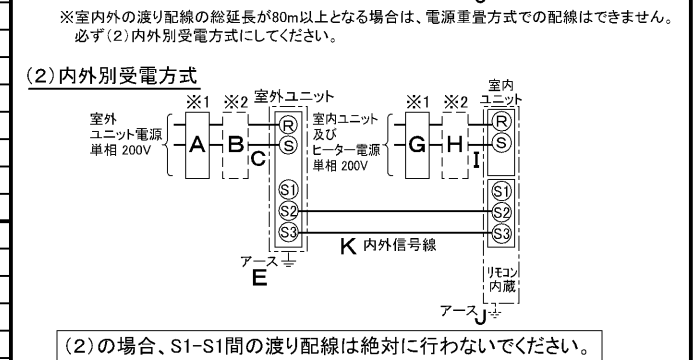 ※室内外の渡り配線の総延長が80m以上となる場合は、電源重畳方式での配線はできません。
必ず(2)内外別受電方式にしてください。
(2)内外別受電方式
※1 ※2 室外ユニット
室外
ユニット電源
単相 200V
A B C
R
S
S1
S2
S3
アース
E
※1 ※2
室内
ユニット
室内ユニット
及び
ヒーター電源
単相 200V
G H I
R
S
S1
S2
S3
K 内外信号線
リモコン
内蔵
アース J
(2)の場合、S1-S1間の渡り配線は絶対に行わないでください。